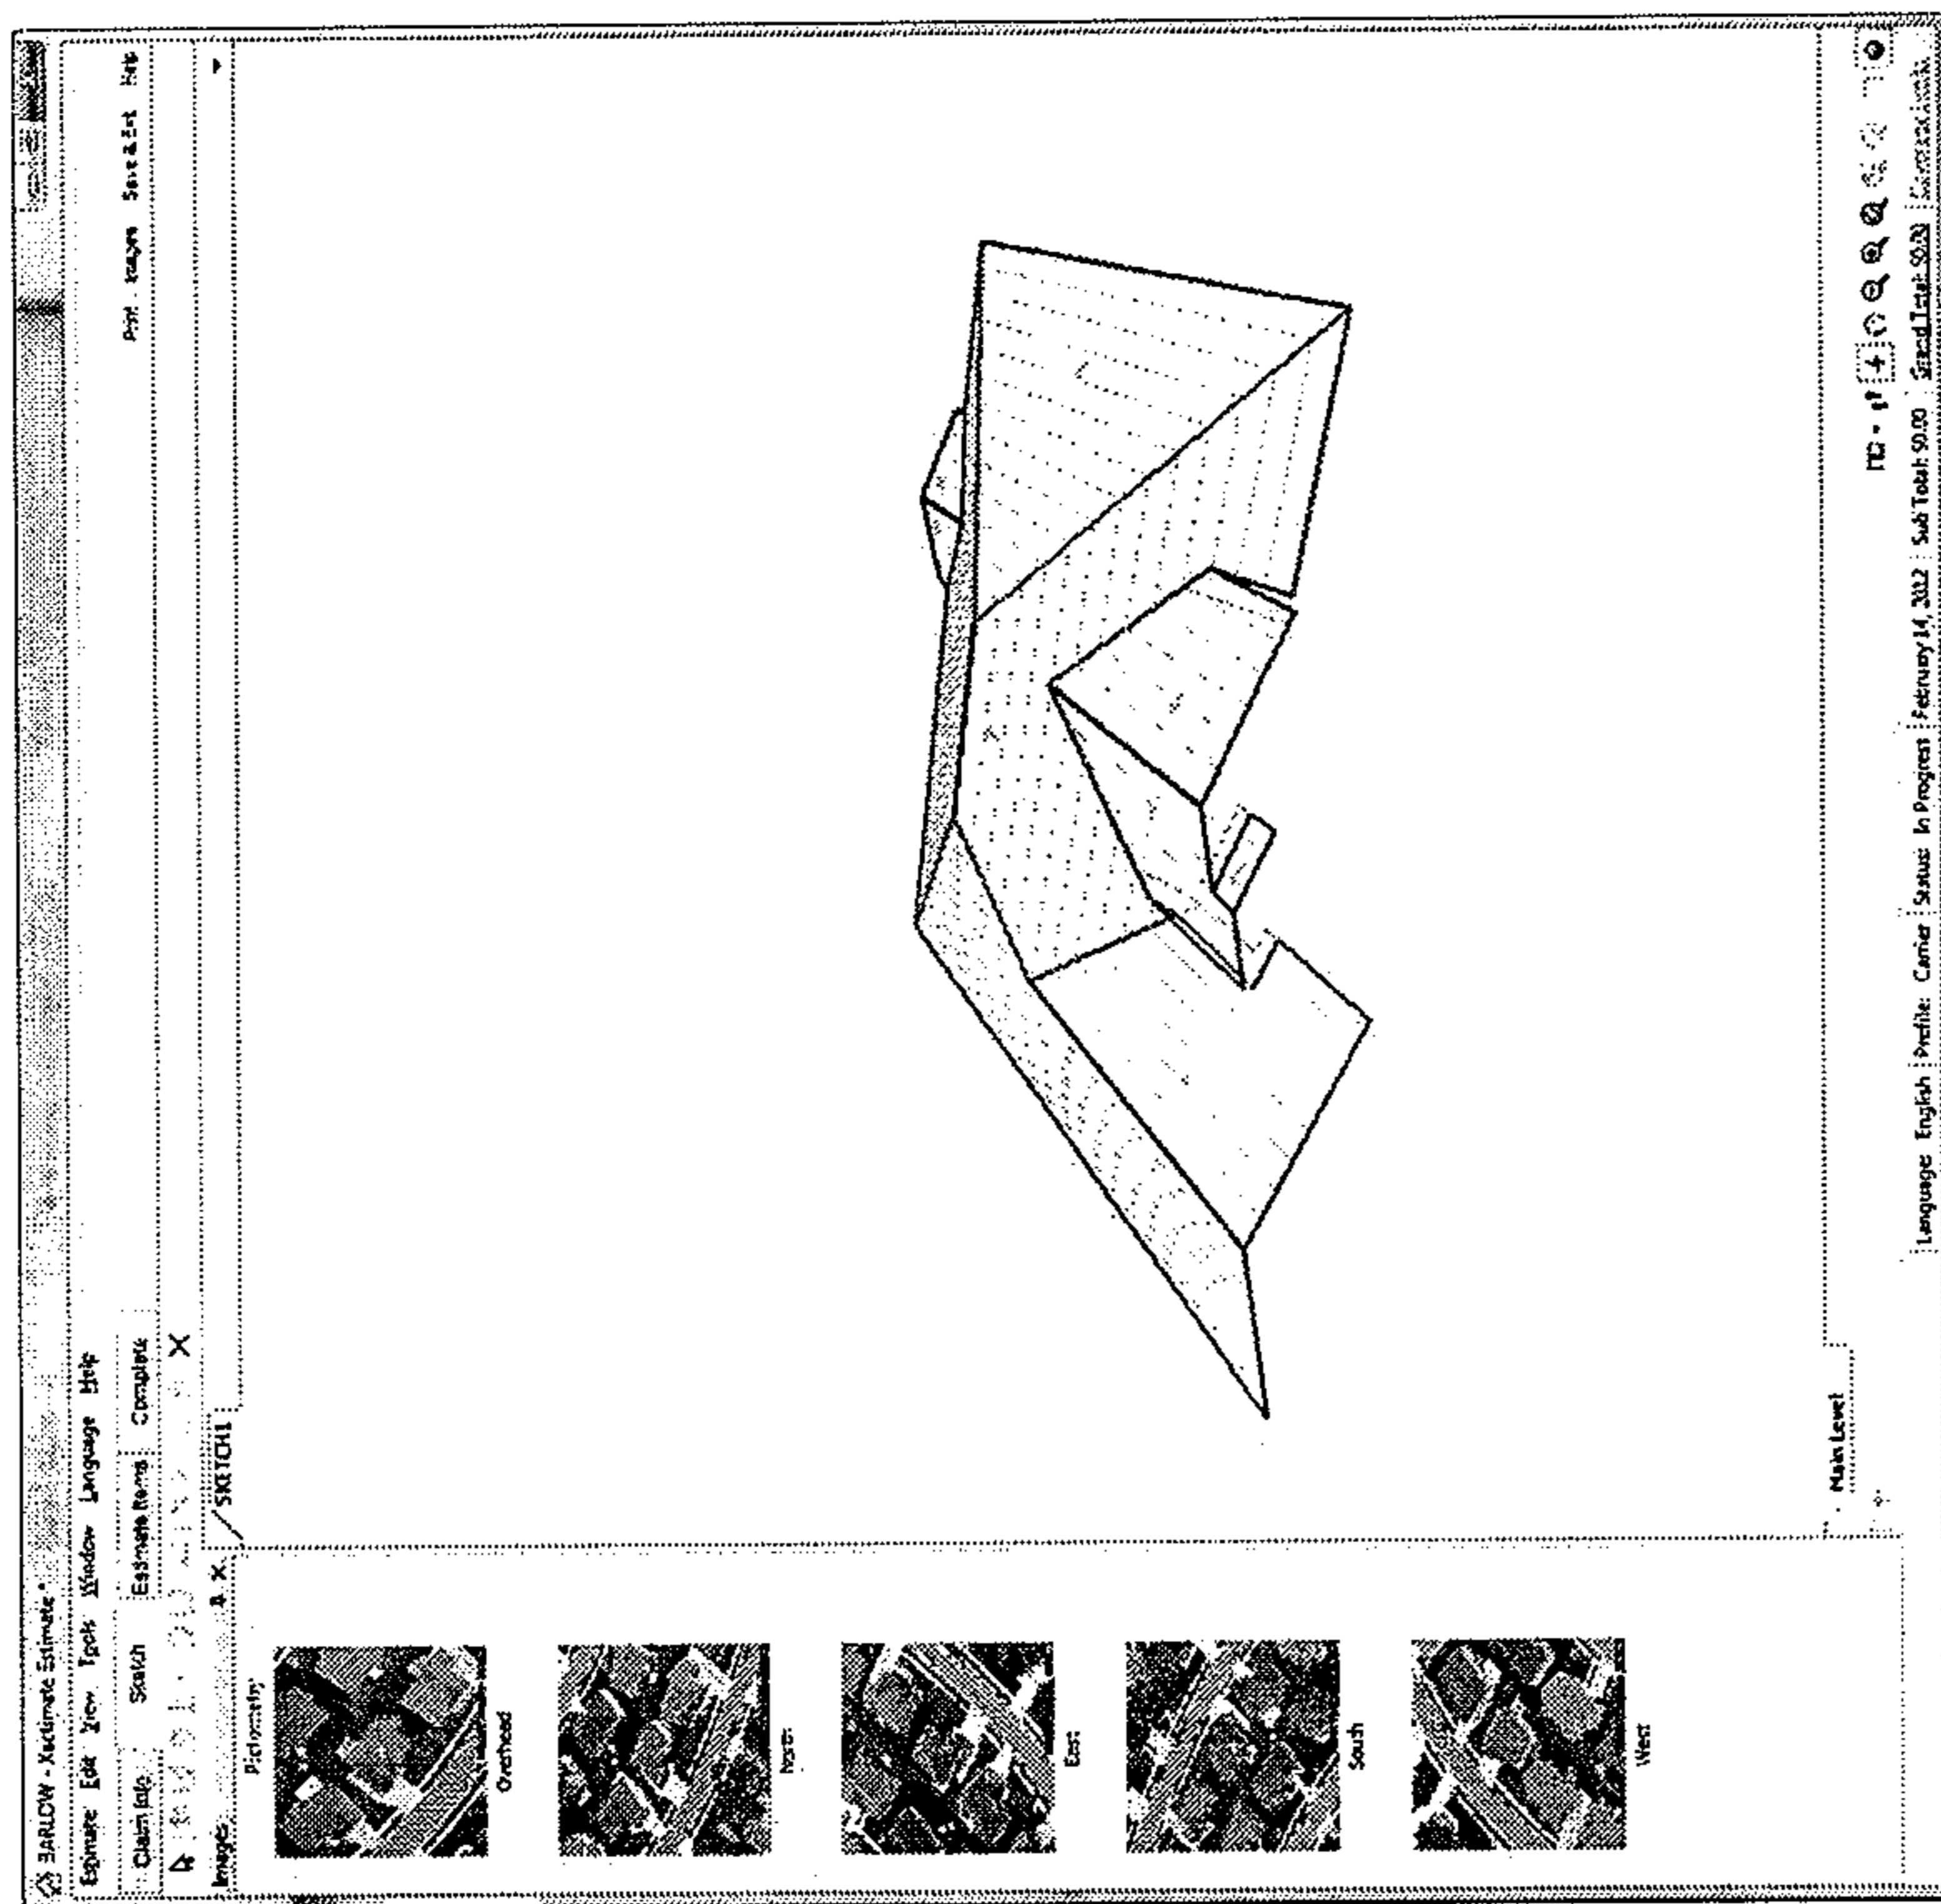 BARLOW - Xactimate Estimate
Estimate Edit View Tools Window Language Help
Claim Info Sketch Estimate Items Complete
Print Images Save & Exit Help
Images
SKETCH1
Pictometry
Overhead
North
East
South
West
Main Level
Language: English Profile: Carrier Status: In Progress February 14, 2012 Sub Total: $0.00 Grand Total: $0.00